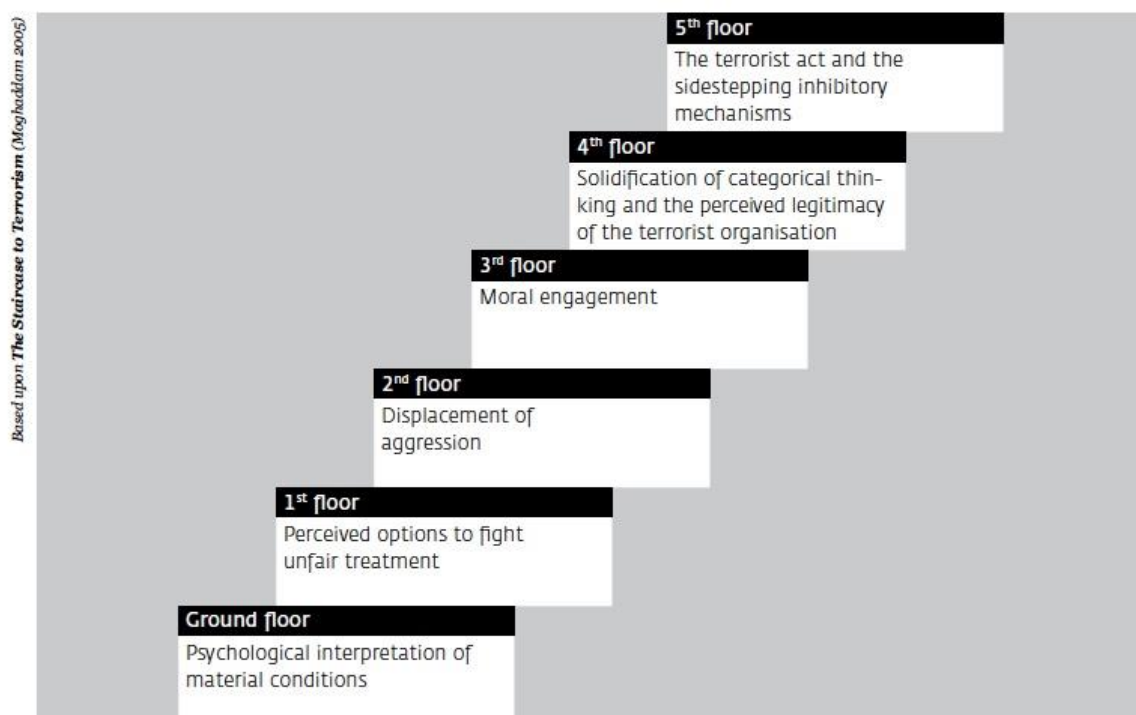 Based upon The Staircase to Terrorism (Moghaddam 2005)
5th floor
The terrorist act and the
sidestepping inhibitory
mechanisms
4th floor
Solidification of categorical thin-
king and the perceived legitimacy
of the terrorist organisation
3rd floor
Moral engagement
2nd floor
Displacement of
aggression
1st floor
Perceived options to fight
unfair treatment
Ground floor
Psychological interpretation of
material conditions